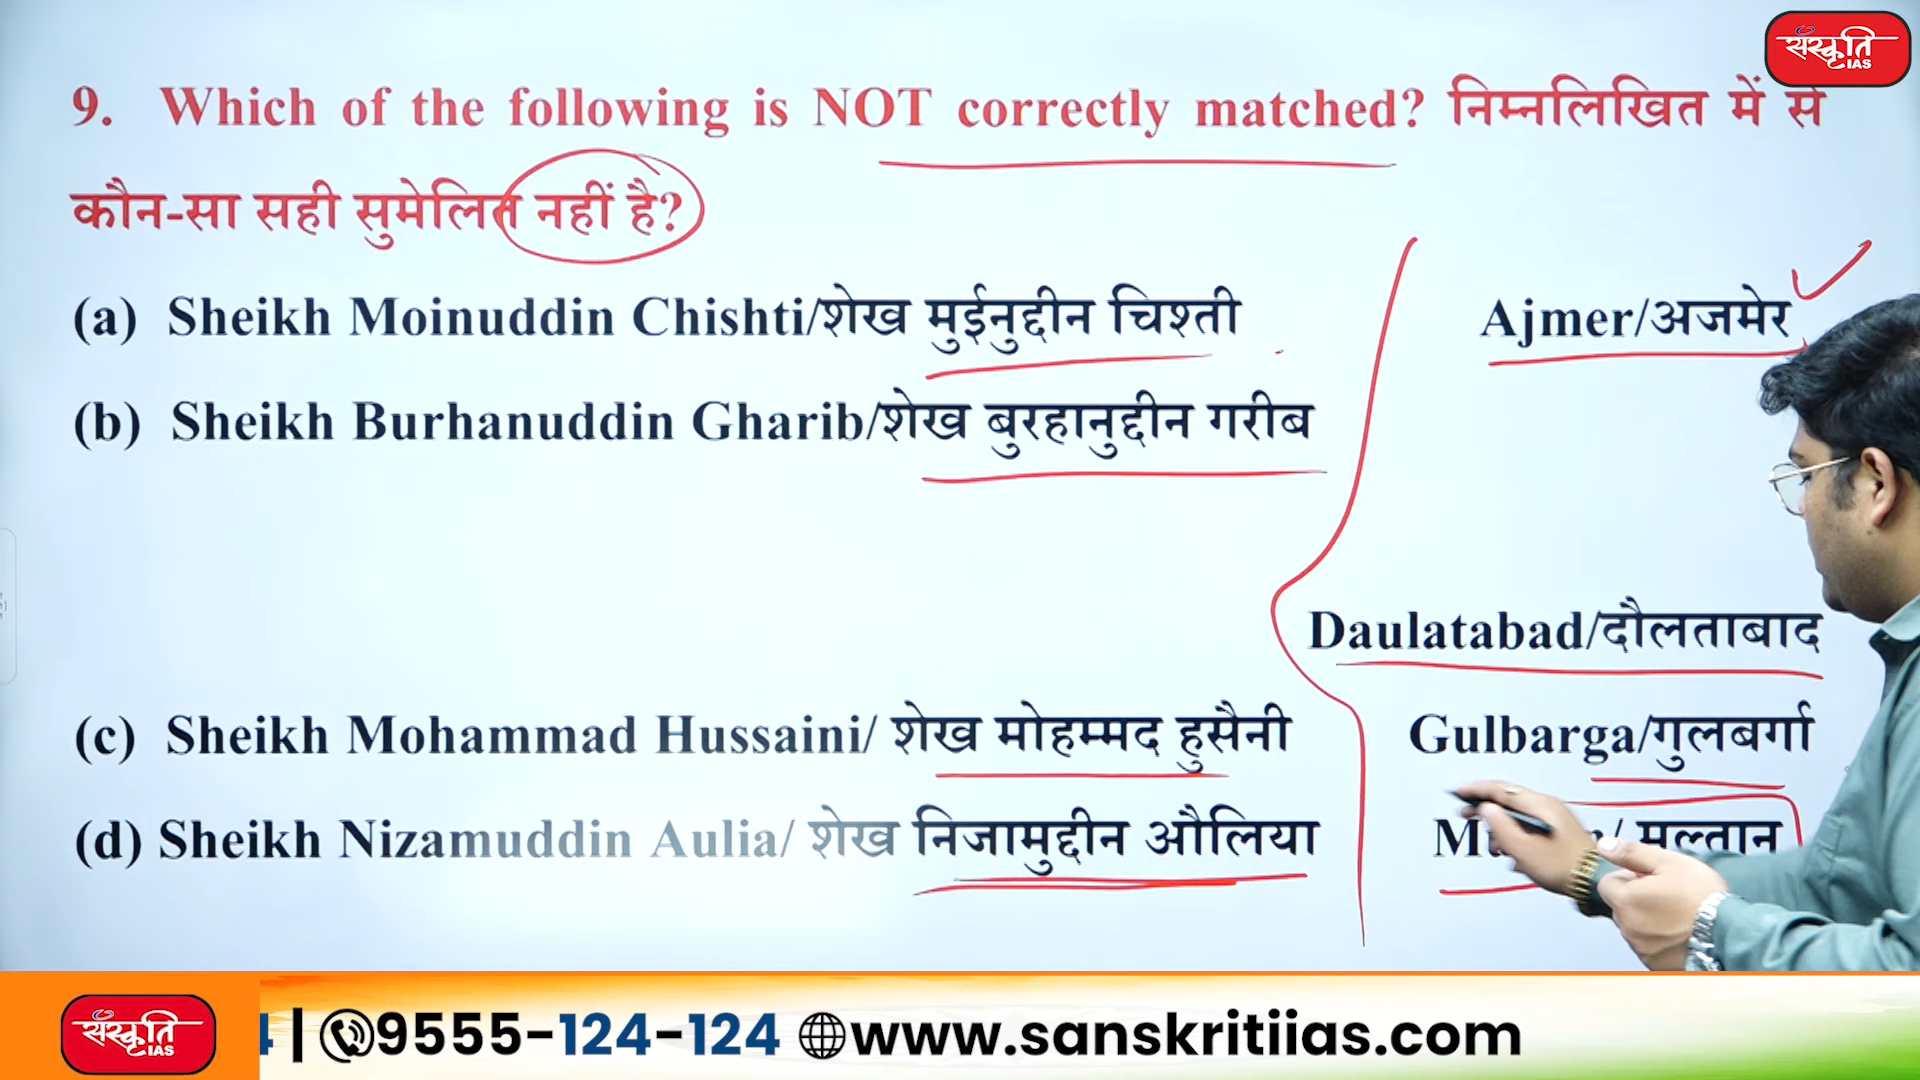 संस्कृति
IAS
9. Which of the following is NOT correctly matched? निम्नलिखित में से
कौन-सा सही सुमेलित नहीं है?
(a) Sheikh Moinuddin Chishti/शेख मुईनुद्दीन चिश्ती Ajmer/अजमेर
(b) Sheikh Burhanuddin Gharib/शेख बुरहानुद्दीन गरीब
Daulatabad/दौलताबाद
(c) Sheikh Mohammad Hussaini/ शेख मोहम्मद हुसैनी Gulbarga/गुलबर्गा
(d) Sheikh Nizamuddin Aulia/ शेख निजामुद्दीन औलिया मुल्तान
संस्कृति
IAS
| 9555-124-124 www.sanskritiias.com